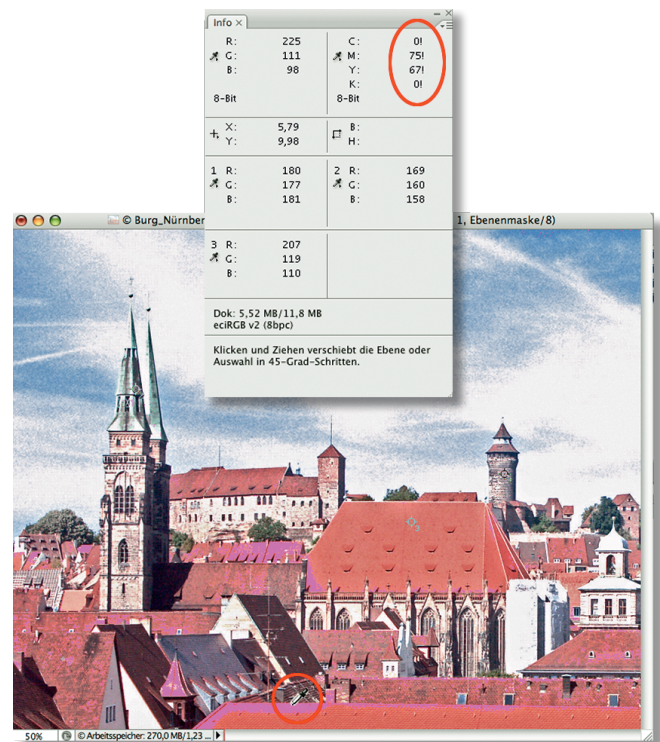 Info ×
R: 225 C: 0!
G: 111 M: 75!
B: 98 Y: 67!
K: 0!
8-Bit 8-Bit
X: 5,79 B:
Y: 9,98 H:
1 R: 180 2 R: 169
G: 177 G: 160
B: 181 B: 158
3 R: 207
G: 119
B: 110
Dok: 5,52 MB/11,8 MB
eciRGB v2 (8bpc)
Klicken und Ziehen verschiebt die Ebene oder
Auswahl in 45-Grad-Schritten.
© Burg_Nürnber 1, Ebenenmaske/8)
3
50% © Arbeitsspeicher: 270,0 MB/1,23 ...